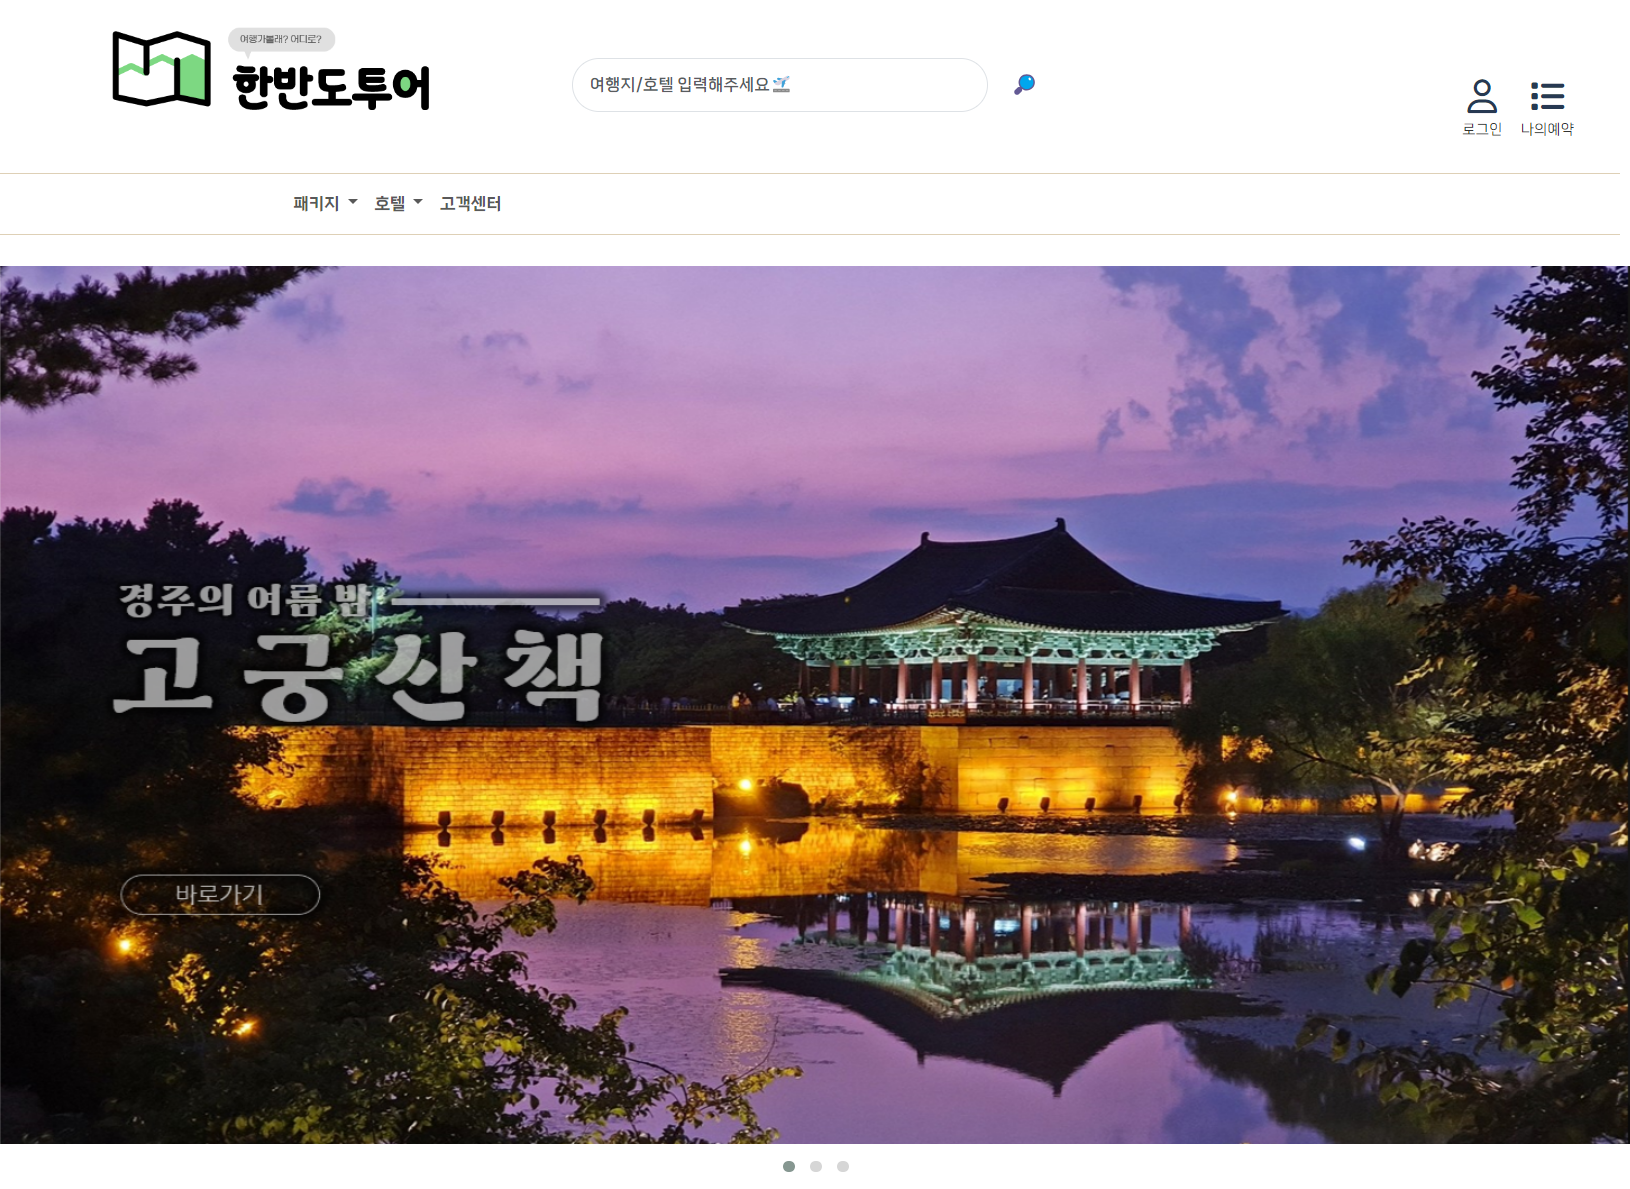 여행가볼래? 어디로?
한반도투어
여행지/호텔 입력해주세요
로그인
나의예약
패키지
호텔
고객센터
경주의 여름 밤
고궁산책
바로가기